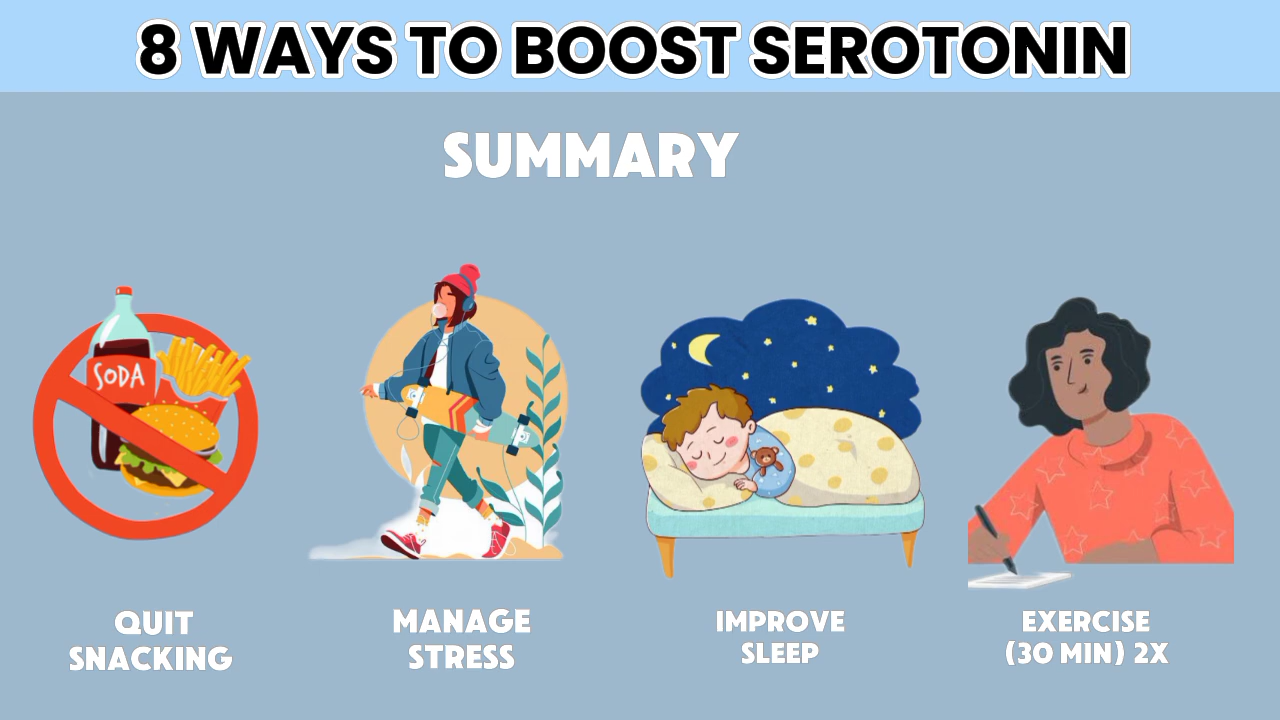 8 WAYS TO BOOST SEROTONIN
SUMMARY
SODA
QUIT
SNACKING
MANAGE
STRESS
IMPROVE
SLEEP
EXERCISE
(30 MIN) 2X